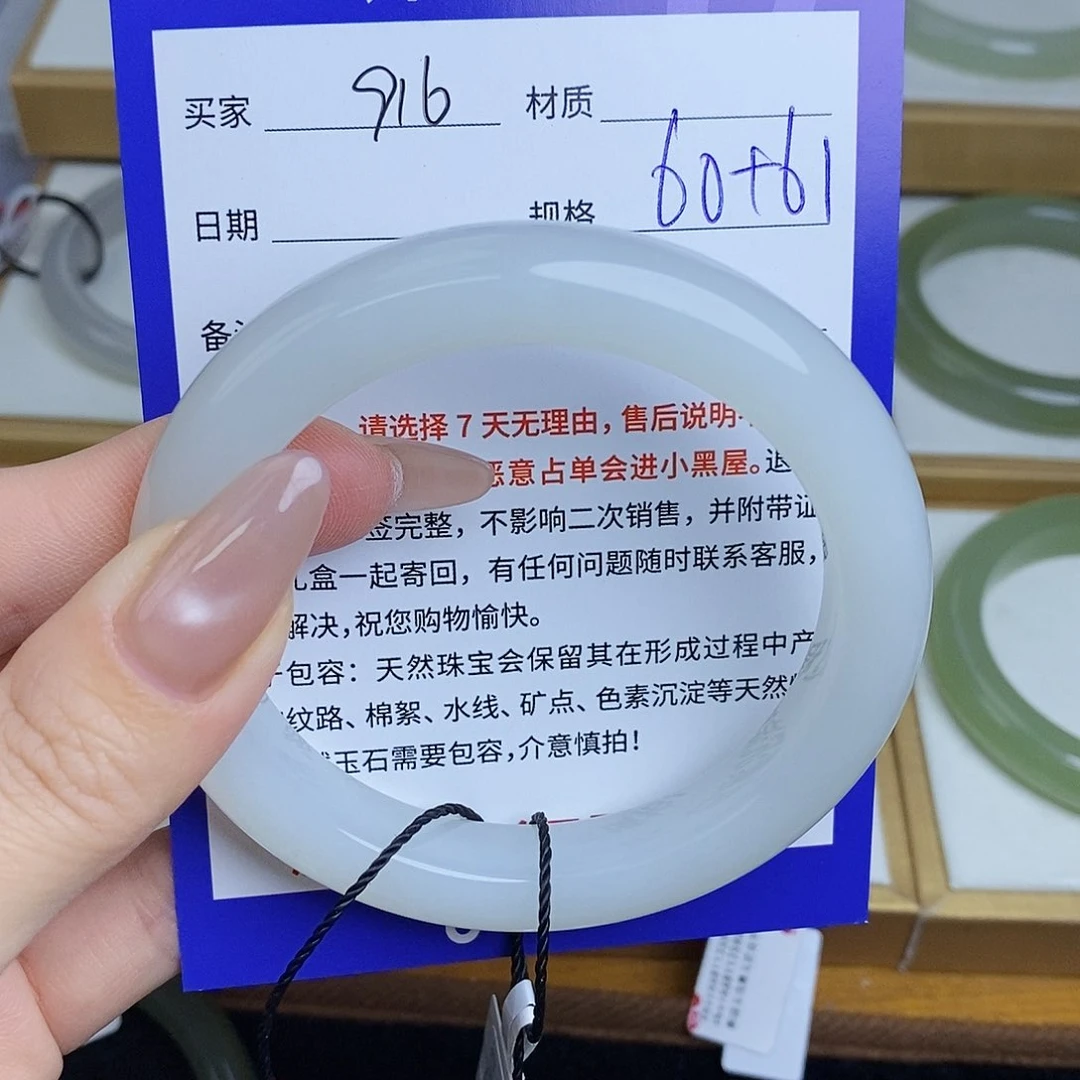 买家 916 材质
日期 规格 60+61
备
请选择7天无理由，售后说明
恶意占单会进小黑屋。退
签完整，不影响二次销售，并附带证
礼盒一起寄回，有任何问题随时联系客服，
解决，祝您购物愉快。
包容：天然珠宝会保留其在形成过程中产
纹路、棉絮、水线、矿点、色素沉淀等天然
玉石需要包容，介意慎拍！